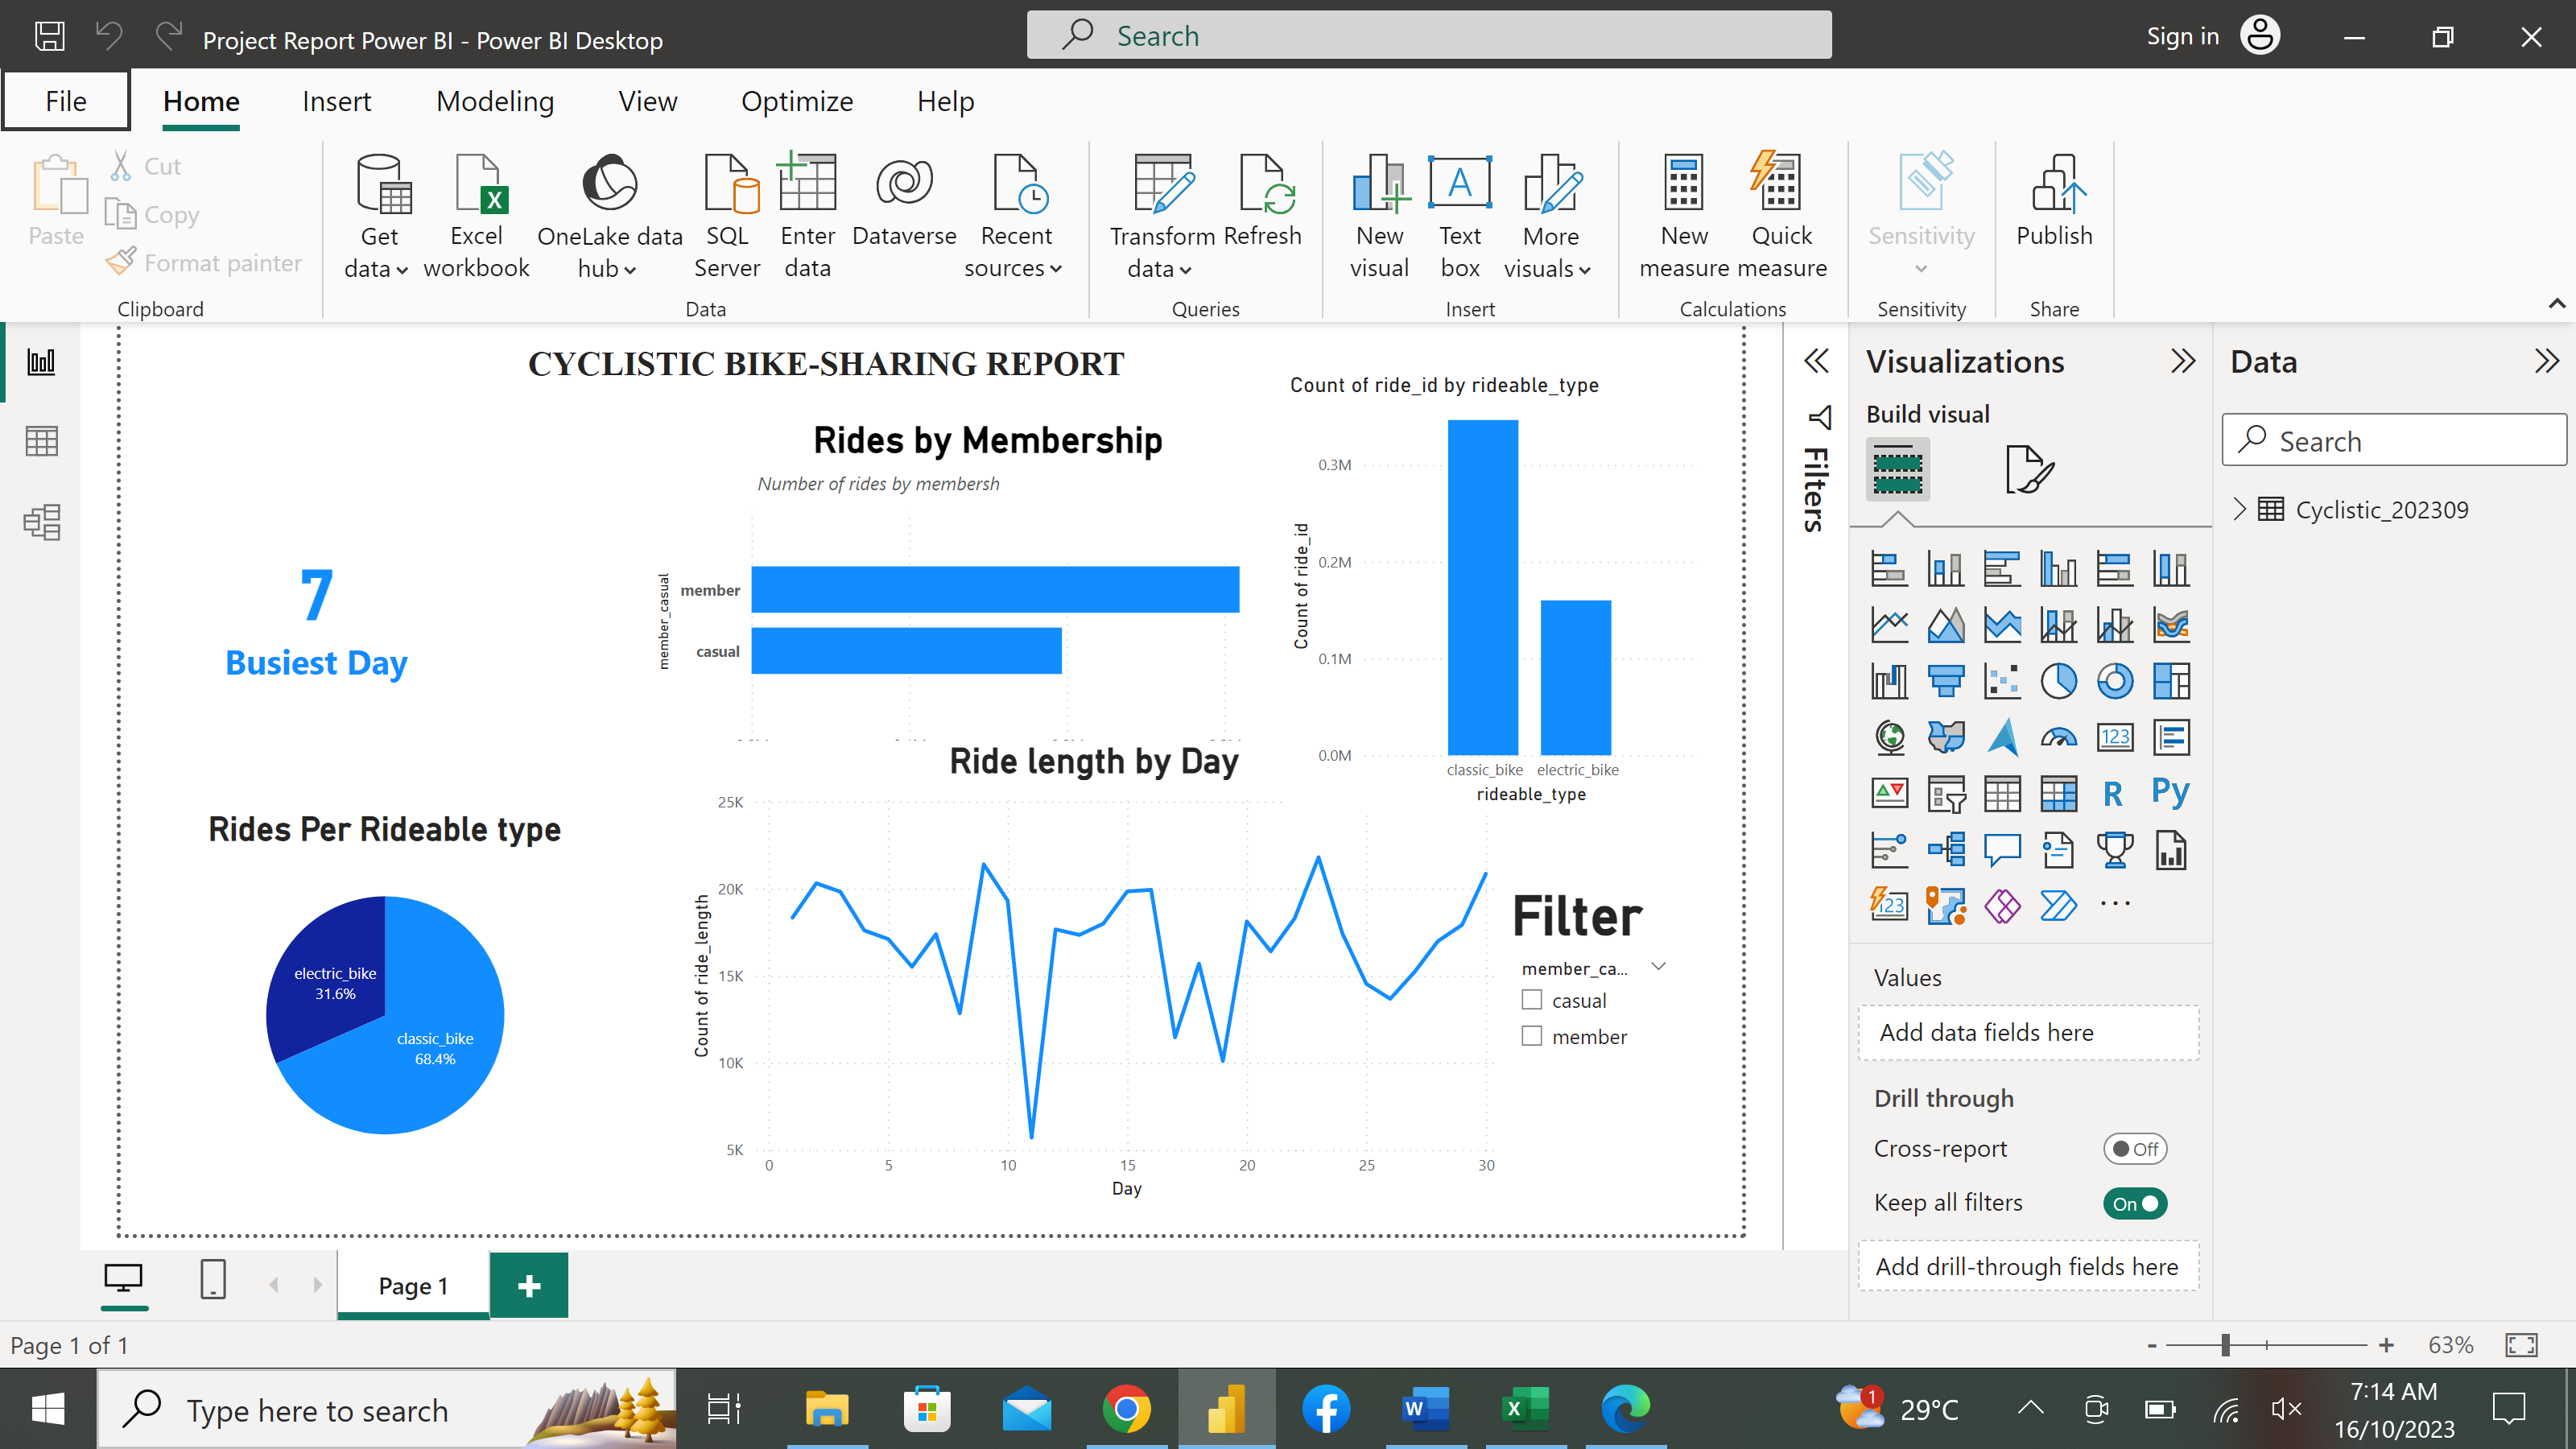 Project Report Power BI - Power BI Desktop
Search
Sign in
File
Home
Insert
Modeling
View
Optimize
Help
Paste
Cut
Copy
Format painter
Clipboard
Get data
Excel workbook
OneLake data hub
SQL Server
Enter data
Dataverse
Recent sources
Data
Transform data
Refresh
Queries
New visual
Text box
More visuals
Insert
New measure
Quick measure
Calculations
Sensitivity
Sensitivity
Publish
Share
CYCLISTIC BIKE-SHARING REPORT
7
Busiest Day
Rides by Membership
Number of rides by membersh
member_casual
member
casual
Count of ride_id by rideable_type
Count of ride_id
0.3M
0.2M
0.1M
0.0M
classic_bike
electric_bike
rideable_type
Rides Per Rideable type
electric_bike
31.6%
classic_bike
68.4%
Ride length by Day
Count of ride_length
25K
20K
15K
10K
5K
0
5
10
15
20
25
30
Day
Filter
member_ca...
casual
member
Filters
Visualizations
Build visual
123
R
Py
123
...
Values
Add data fields here
Drill through
Cross-report
Off
Keep all filters
On
Add drill-through fields here
Data
Search
Cyclistic_202309
Page 1
Page 1 of 1
- +
63%
Type here to search
1
29°C
7:14 AM
16/10/2023